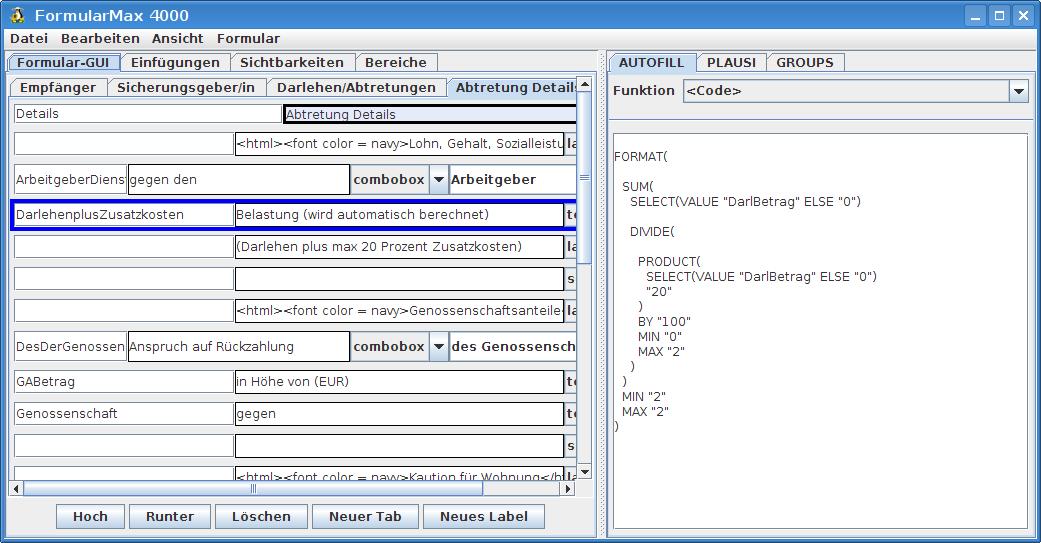 FormularMax 4000
Datei Bearbeiten Ansicht Formular
Formular-GUI Einfügungen Sichtbarkeiten Bereiche
Empfänger Sicherungsgeber/in Darlehen/Abtretungen Abtretung Details
Details Abtretung Details
<html><font color = navy>Lohn, Gehalt, Sozialleistu la
ArbeitgeberDienst gegen den combobox Arbeitgeber
DarlehenplusZusatzkosten Belastung (wird automatisch berechnet) te
(Darlehen plus max 20 Prozent Zusatzkosten) la
s
<html><font color = navy>Genossenschaftsanteile la
DesDerGenossen Anspruch auf Rückzahlung combobox des Genossensch
GABetrag in Höhe von (EUR) te
Genossenschaft gegen te
s
<html><font color = navy>Kaution für Wohnung</h la
Hoch Runter Löschen Neuer Tab Neues Label
AUTOFILL PLAUSI GROUPS
Funktion <Code>
FORMAT(
SUM(
SELECT(VALUE "DarlBetrag" ELSE "0")
DIVIDE(
PRODUCT(
SELECT(VALUE "DarlBetrag" ELSE "0")
"20"
)
BY "100"
MIN "0"
MAX "2"
)
)
MIN "2"
MAX "2"
)